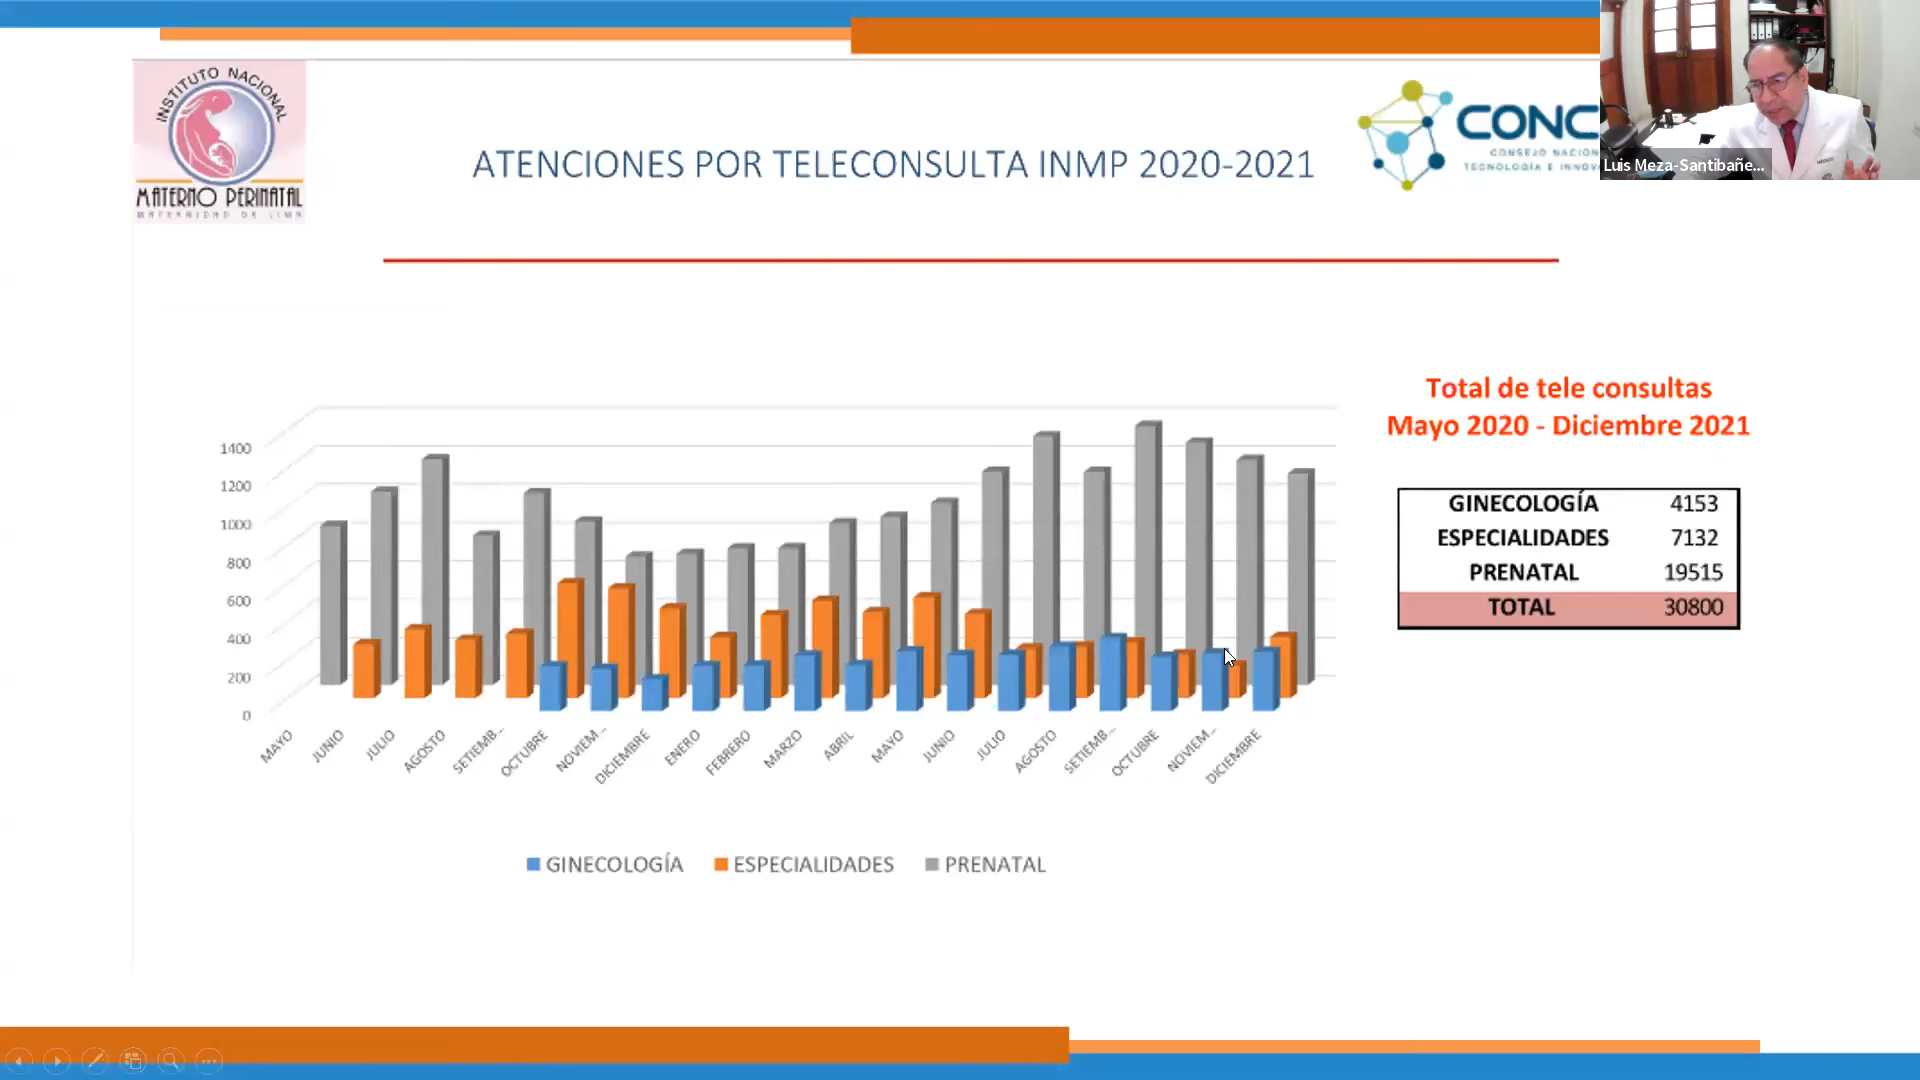 INSTITUTO NACIONAL
MATERNO PERINATAL
MATERNIDAD DE LIMA
ATENCIONES POR TELECONSULTA INMP 2020-2021
CONC
CONSEJO NACION
TECNOLOGÍA E INNOV
Luis Meza-Santibañe...
Total de tele consultas
Mayo 2020 - Diciembre 2021
GINECOLOGÍA 4153
ESPECIALIDADES 7132
PRENATAL 19515
TOTAL 30800
1400
1200
1000
800
600
400
200
0
MAYO
JUNIO
JULIO
AGOSTO
SETIEMB...
OCTUBRE
NOVIEM...
DICIEMBRE
ENERO
FEBRERO
MARZO
ABRIL
MAYO
JUNIO
JULIO
AGOSTO
SETIEMB...
OCTUBRE
NOVIEM...
DICIEMBRE
GINECOLOGÍA ESPECIALIDADES PRENATAL